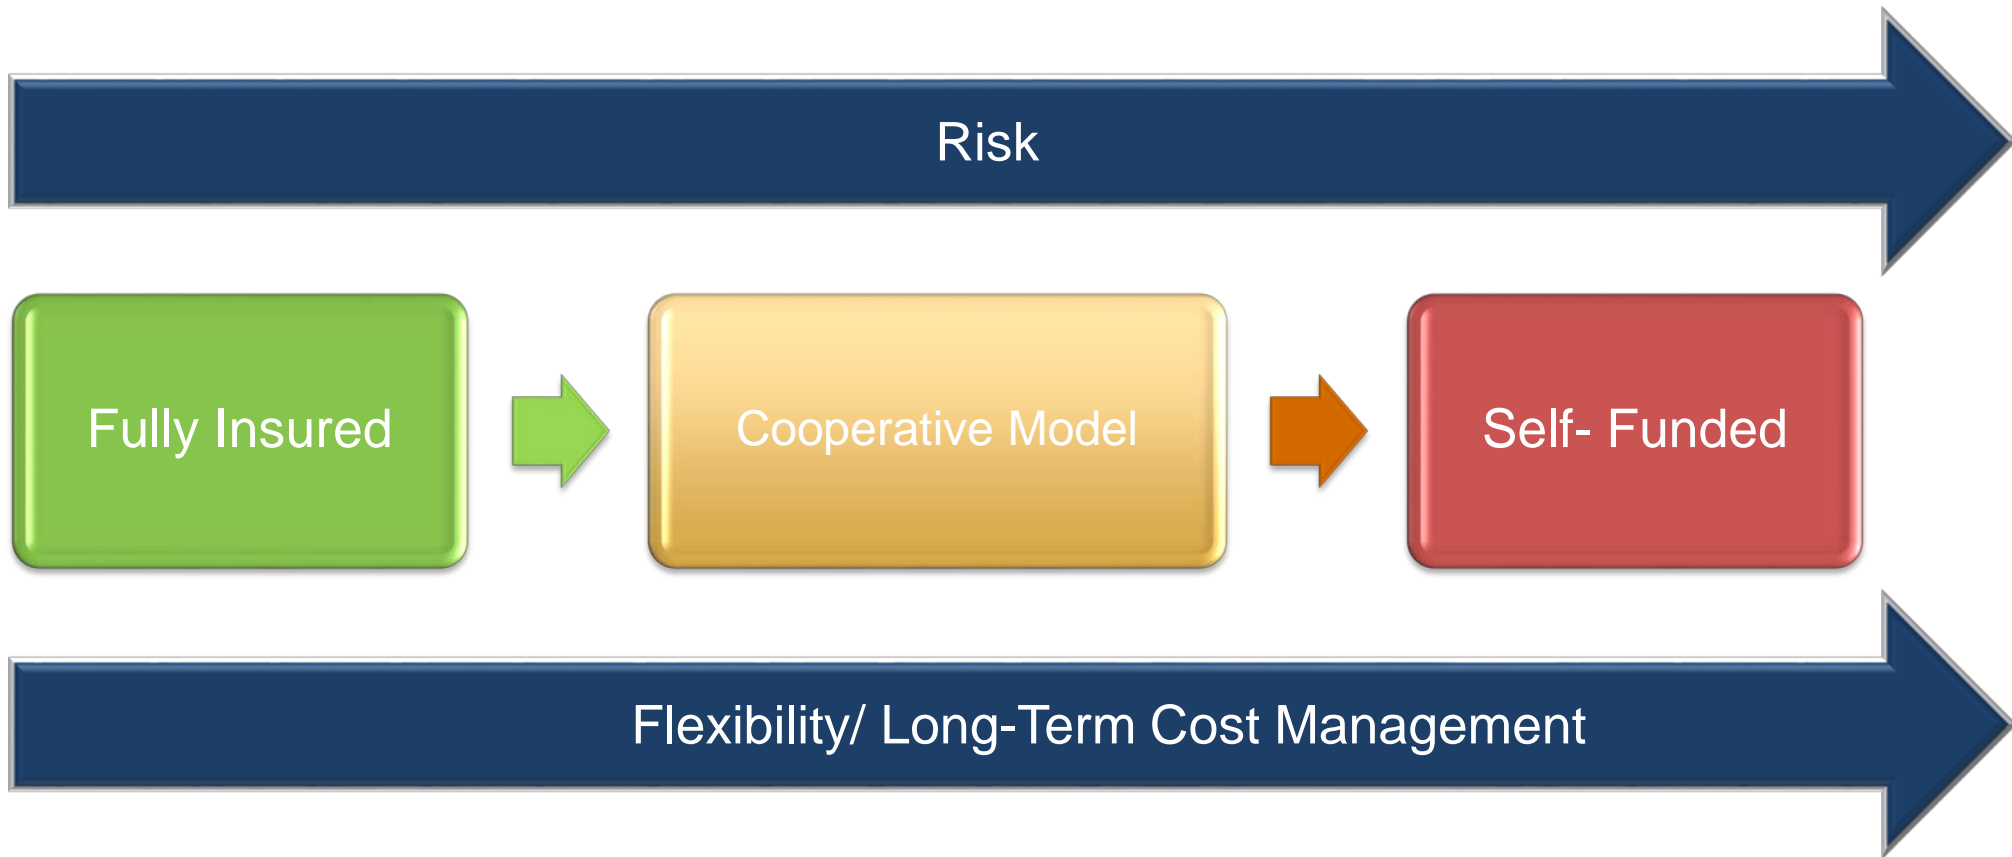 Risk
Fully Insured
Cooperative Model
Self- Funded
Flexibility/ Long-Term Cost Management